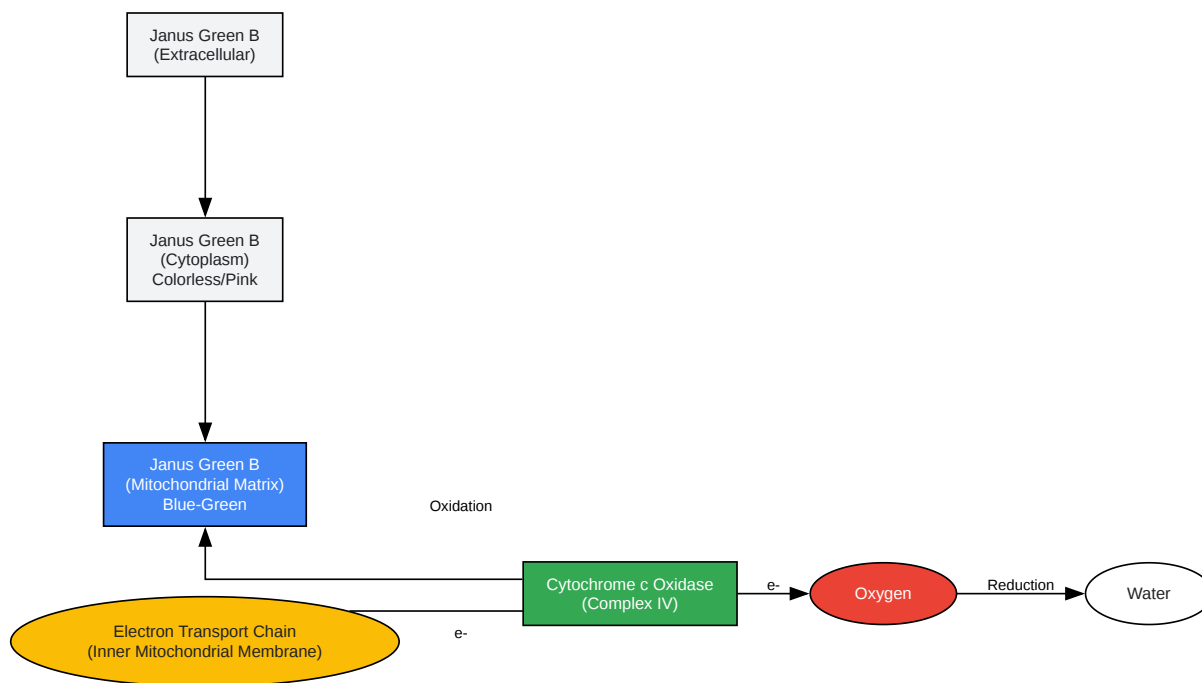 Janus Green B
(Extracellular)
Janus Green B
(Cytoplasm)
Colorless/Pink
Janus Green B
(Mitochondrial Matrix)
Blue-Green
Oxidation
Cytochrome c Oxidase
(Complex IV)
e-
Oxygen
Reduction
Water
Electron Transport Chain
(Inner Mitochondrial Membrane)
e-